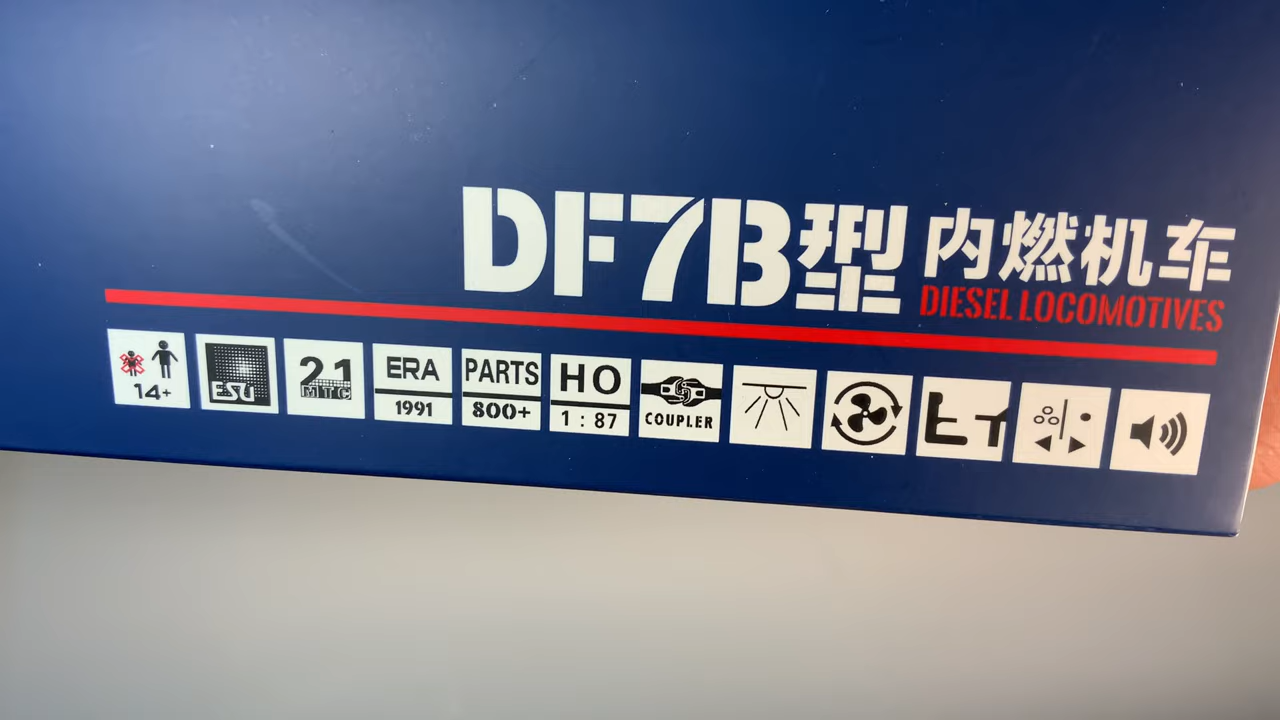 DF7B型 内燃机车
DIESEL LOCOMOTIVES
14+
ESU
21
MTC
ERA
1991
PARTS
800+
HO
1:87
COUPLER